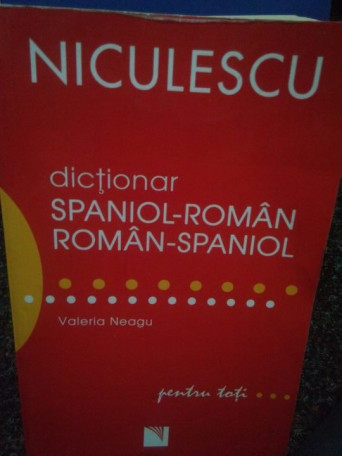 NICULESCU
dicționar
SPANIOL-ROMÂN
ROMÂN-SPANIOL
Valeria Neagu
pentru toți...
N